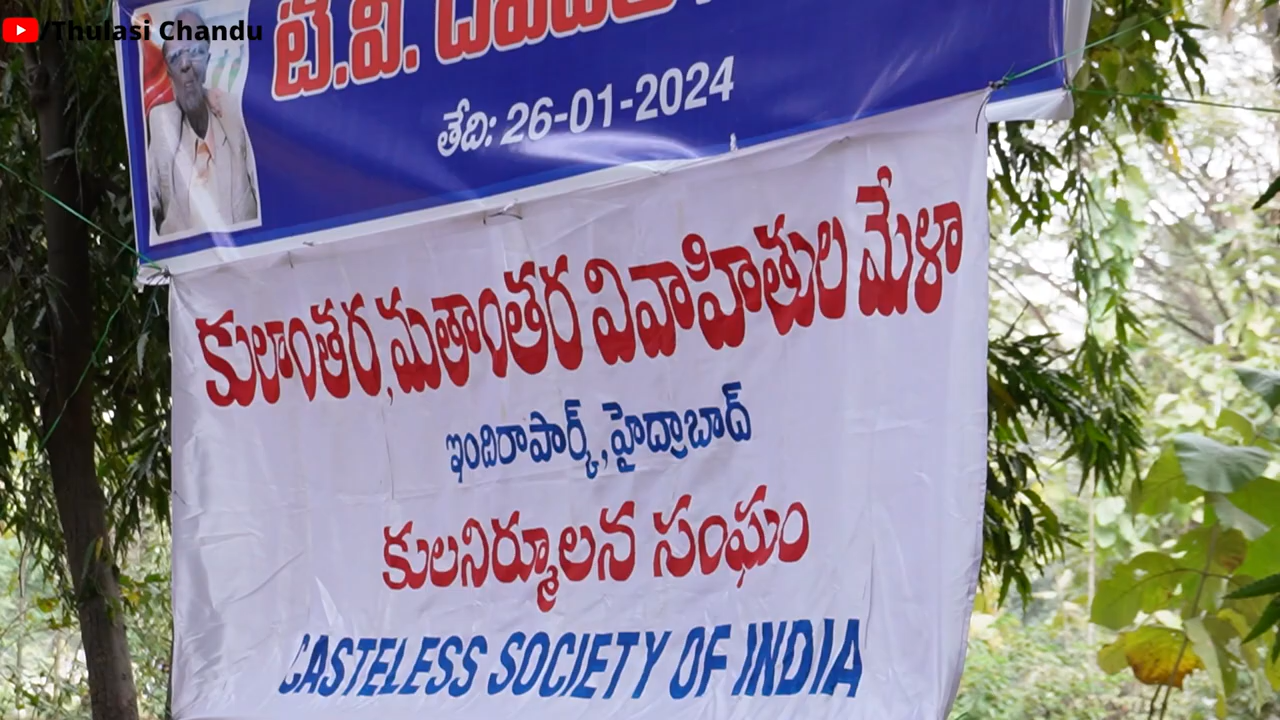 /Thulasi Chandu
టి.వి.
తేది: 26-01-2024
కులాంతర,మతాంతర వివాహితుల మేళా
ఇందిరాపార్క్,హైద్రాబాద్
కులనిర్మూలన సంఘం
CASTELESS SOCIETY OF INDIA